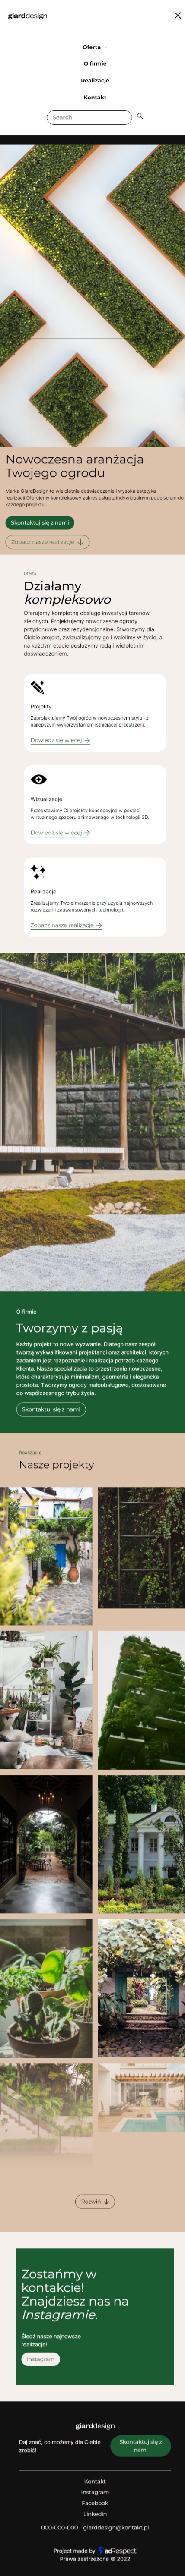 giarddesign
Oferta
O firmie
Realizacje
Kontakt
Search
Nowoczesna aranżacja
Twojego ogrodu
Marka GiardDesign to wieloletnie doświadczenie i wysoka estetyka
realizacji.Oferujemy kompleksowy zakres usług z indywidualnym podejściem do
każdego projektu.
Skontaktuj się z nami
Zobacz nasze realizacje
Oferta
Działamy
kompleksowo
Oferujemy kompleksową obsługę inwestycji terenów
zielonych. Projektujemy nowoczesne ogrody
przydomowe oraz rezydencjonalne. Stworzymy dla
Ciebie projekt, zwizualizujemy go i wcielimy w życie, a
na każdym etapie posłużymy radą i wieloletnim
doświadczeniem.
Projekty
Zaprojektujemy Twój ogród w nowoczesnym stylu i z
najlepszym wykorzystaniem istniejącej przestrzeni.
Dowiedz się więcej
Wizualizacje
Przedstawimy Ci projekty koncepcyjne w postaci
wirtualnego spaceru animowanego w technologii 3D.
Dowiedz się więcej
Realizacje
Zrealizujemy Twoje marzenie przy użyciu najnowszych
rozwiązań i zaawansowanych technologii.
Zobacz nasze realizacje
O firmie
Tworzymy z pasją
Każdy projekt to nowe wyzwanie. Dlatego nasz zespół
tworzą wykwalifikowani projektanci oraz architekci, których
zadaniem jest rozpoznanie i realizacja potrzeb każdego
Klienta. Nasza specjalizacja to przestrzenie nowoczesne,
które charakteryzuje minimalizm, geometria i elegancka
prostota. Tworzymy ogrody małoobsługowe, dostosowane
do współczesnego trybu życia.
Skontaktuj się z nami
Realizacje
Nasze projekty
Rozwiń
Zostańmy w
kontakcie!
Znajdziesz nas na
Instagramie.
Śledź nasze najnowsze
realizacje!
Instagram
giarddesign
Daj znać, co możemy dla Ciebie
zrobić!
Skontaktuj się z
nami
Kontakt
Instagram
Facebook
Linkedin
000-000-000 giarddesign@kontakt.pl
Project made by adRespect
Prawa zastrzeżone © 2022